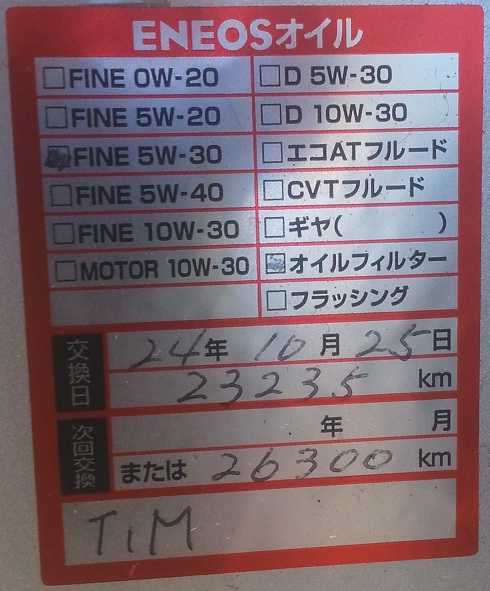 ENEOSオイル
□FINE 0W-20 □D 5W-30
□FINE 5W-20 □D 10W-30
☑FINE 5W-30 □エコATフルード
□FINE 5W-40 □CVTフルード
□FINE 10W-30 □ギヤ( )
□MOTOR 10W-30 ☑オイルフィルター
□フラッシング
交換日 24年 10月 25日
23235 km
次回交換 年 月
または 26300 km
TIM